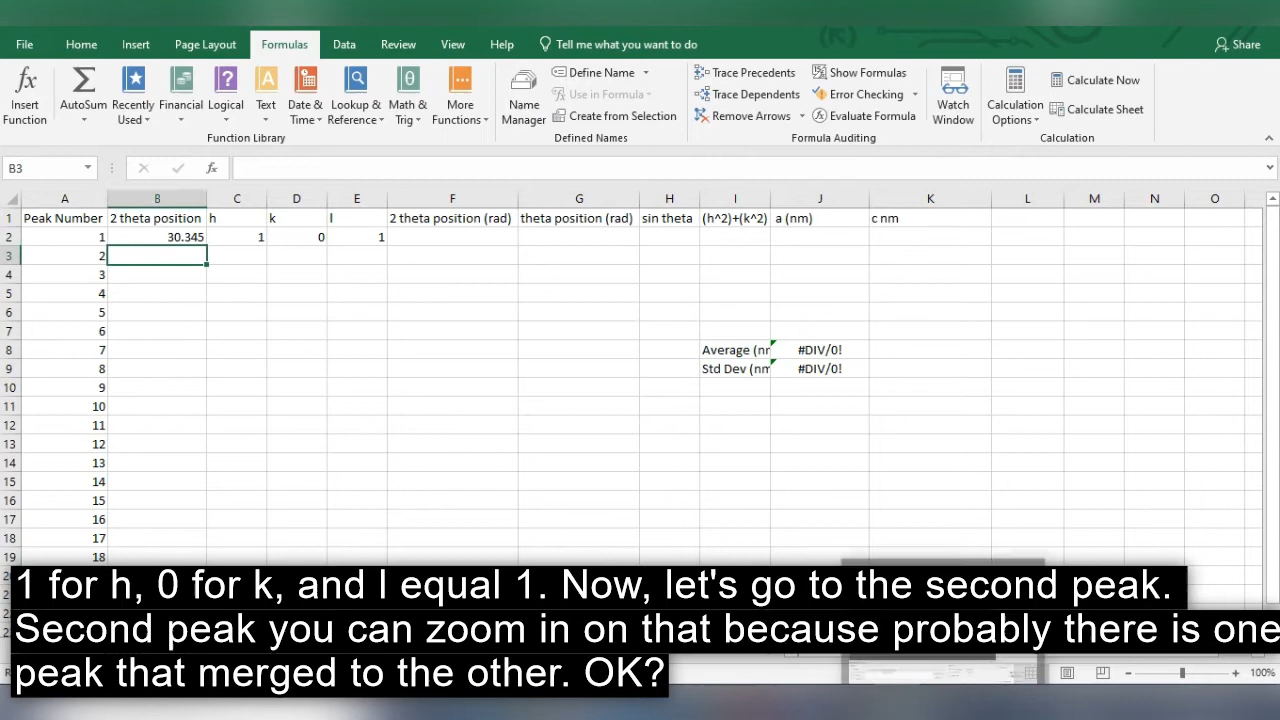 File Home Insert Page Layout Formulas Data Review View Help Tell me what you want to do Share
Insert Function AutoSum Recently Used Financial Logical Text Date & Time Lookup & Reference Math & Trig More Functions
Name Manager Define Name Use in Formula Create from Selection
Trace Precedents Trace Dependents Remove Arrows Show Formulas Error Checking Evaluate Formula Watch Window
Calculation Options Calculate Now Calculate Sheet
Function Library Defined Names Formula Auditing Calculation
B3 fx
A B C D E F G H I J K L M N O
1 Peak Number 2 theta position h k l 2 theta position (rad) theta position (rad) sin theta (h^2)+(k^2) a (nm) c nm
2 1 30.345 1 0 1
3 2
4 3
5 4
6 5
7 6
8 7 Average (nr #DIV/0!
9 8 Std Dev (nm #DIV/0!
10 9
11 10
12 11
13 12
14 13
15 14
16 15
17 16
18 17
19 18
1 for h, 0 for k, and l equal 1. Now, let's go to the second peak.
Second peak you can zoom in on that because probably there is one
peak that merged to the other. OK?
100%